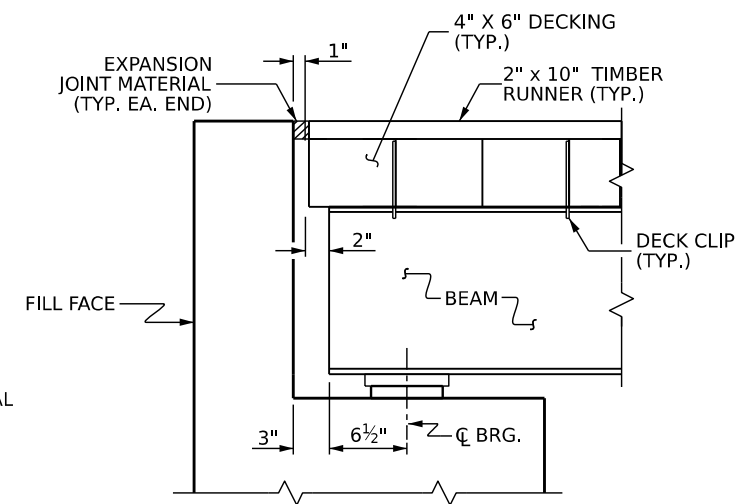 4" X 6" DECKING
(TYP.)
EXPANSION
JOINT MATERIAL
(TYP. EA. END)
1"
2" x 10" TIMBER
RUNNER (TYP.)
2"
DECK CLIP
(TYP.)
FILL FACE
BEAM
AL
3"
6½"
℄ BRG.